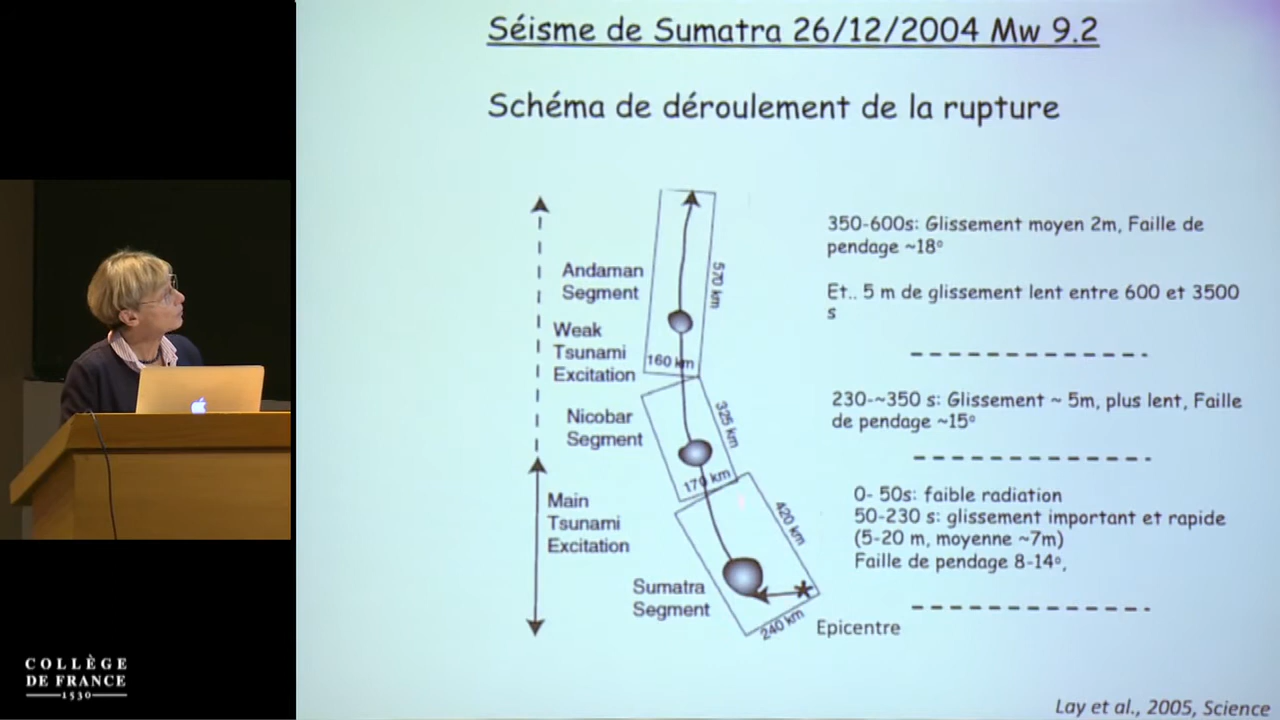 Séisme de Sumatra 26/12/2004 Mw 9.2
Schéma de déroulement de la rupture
Andaman
Segment
Weak
Tsunami
Excitation
Nicobar
Segment
Main
Tsunami
Excitation
Sumatra
Segment
570 km
160 km
325 km
170 km
420 km
240 km
Epicentre
350-600s: Glissement moyen 2m, Faille de
pendage ~18°
Et.. 5 m de glissement lent entre 600 et 3500
s
230-~350 s: Glissement ~ 5m, plus lent, Faille
de pendage ~15°
0- 50s: faible radiation
50-230 s: glissement important et rapide
(5-20 m, moyenne ~7m)
Faille de pendage 8-14°,
Lay et al., 2005, Science
COLLÈGE
DE FRANCE
1530